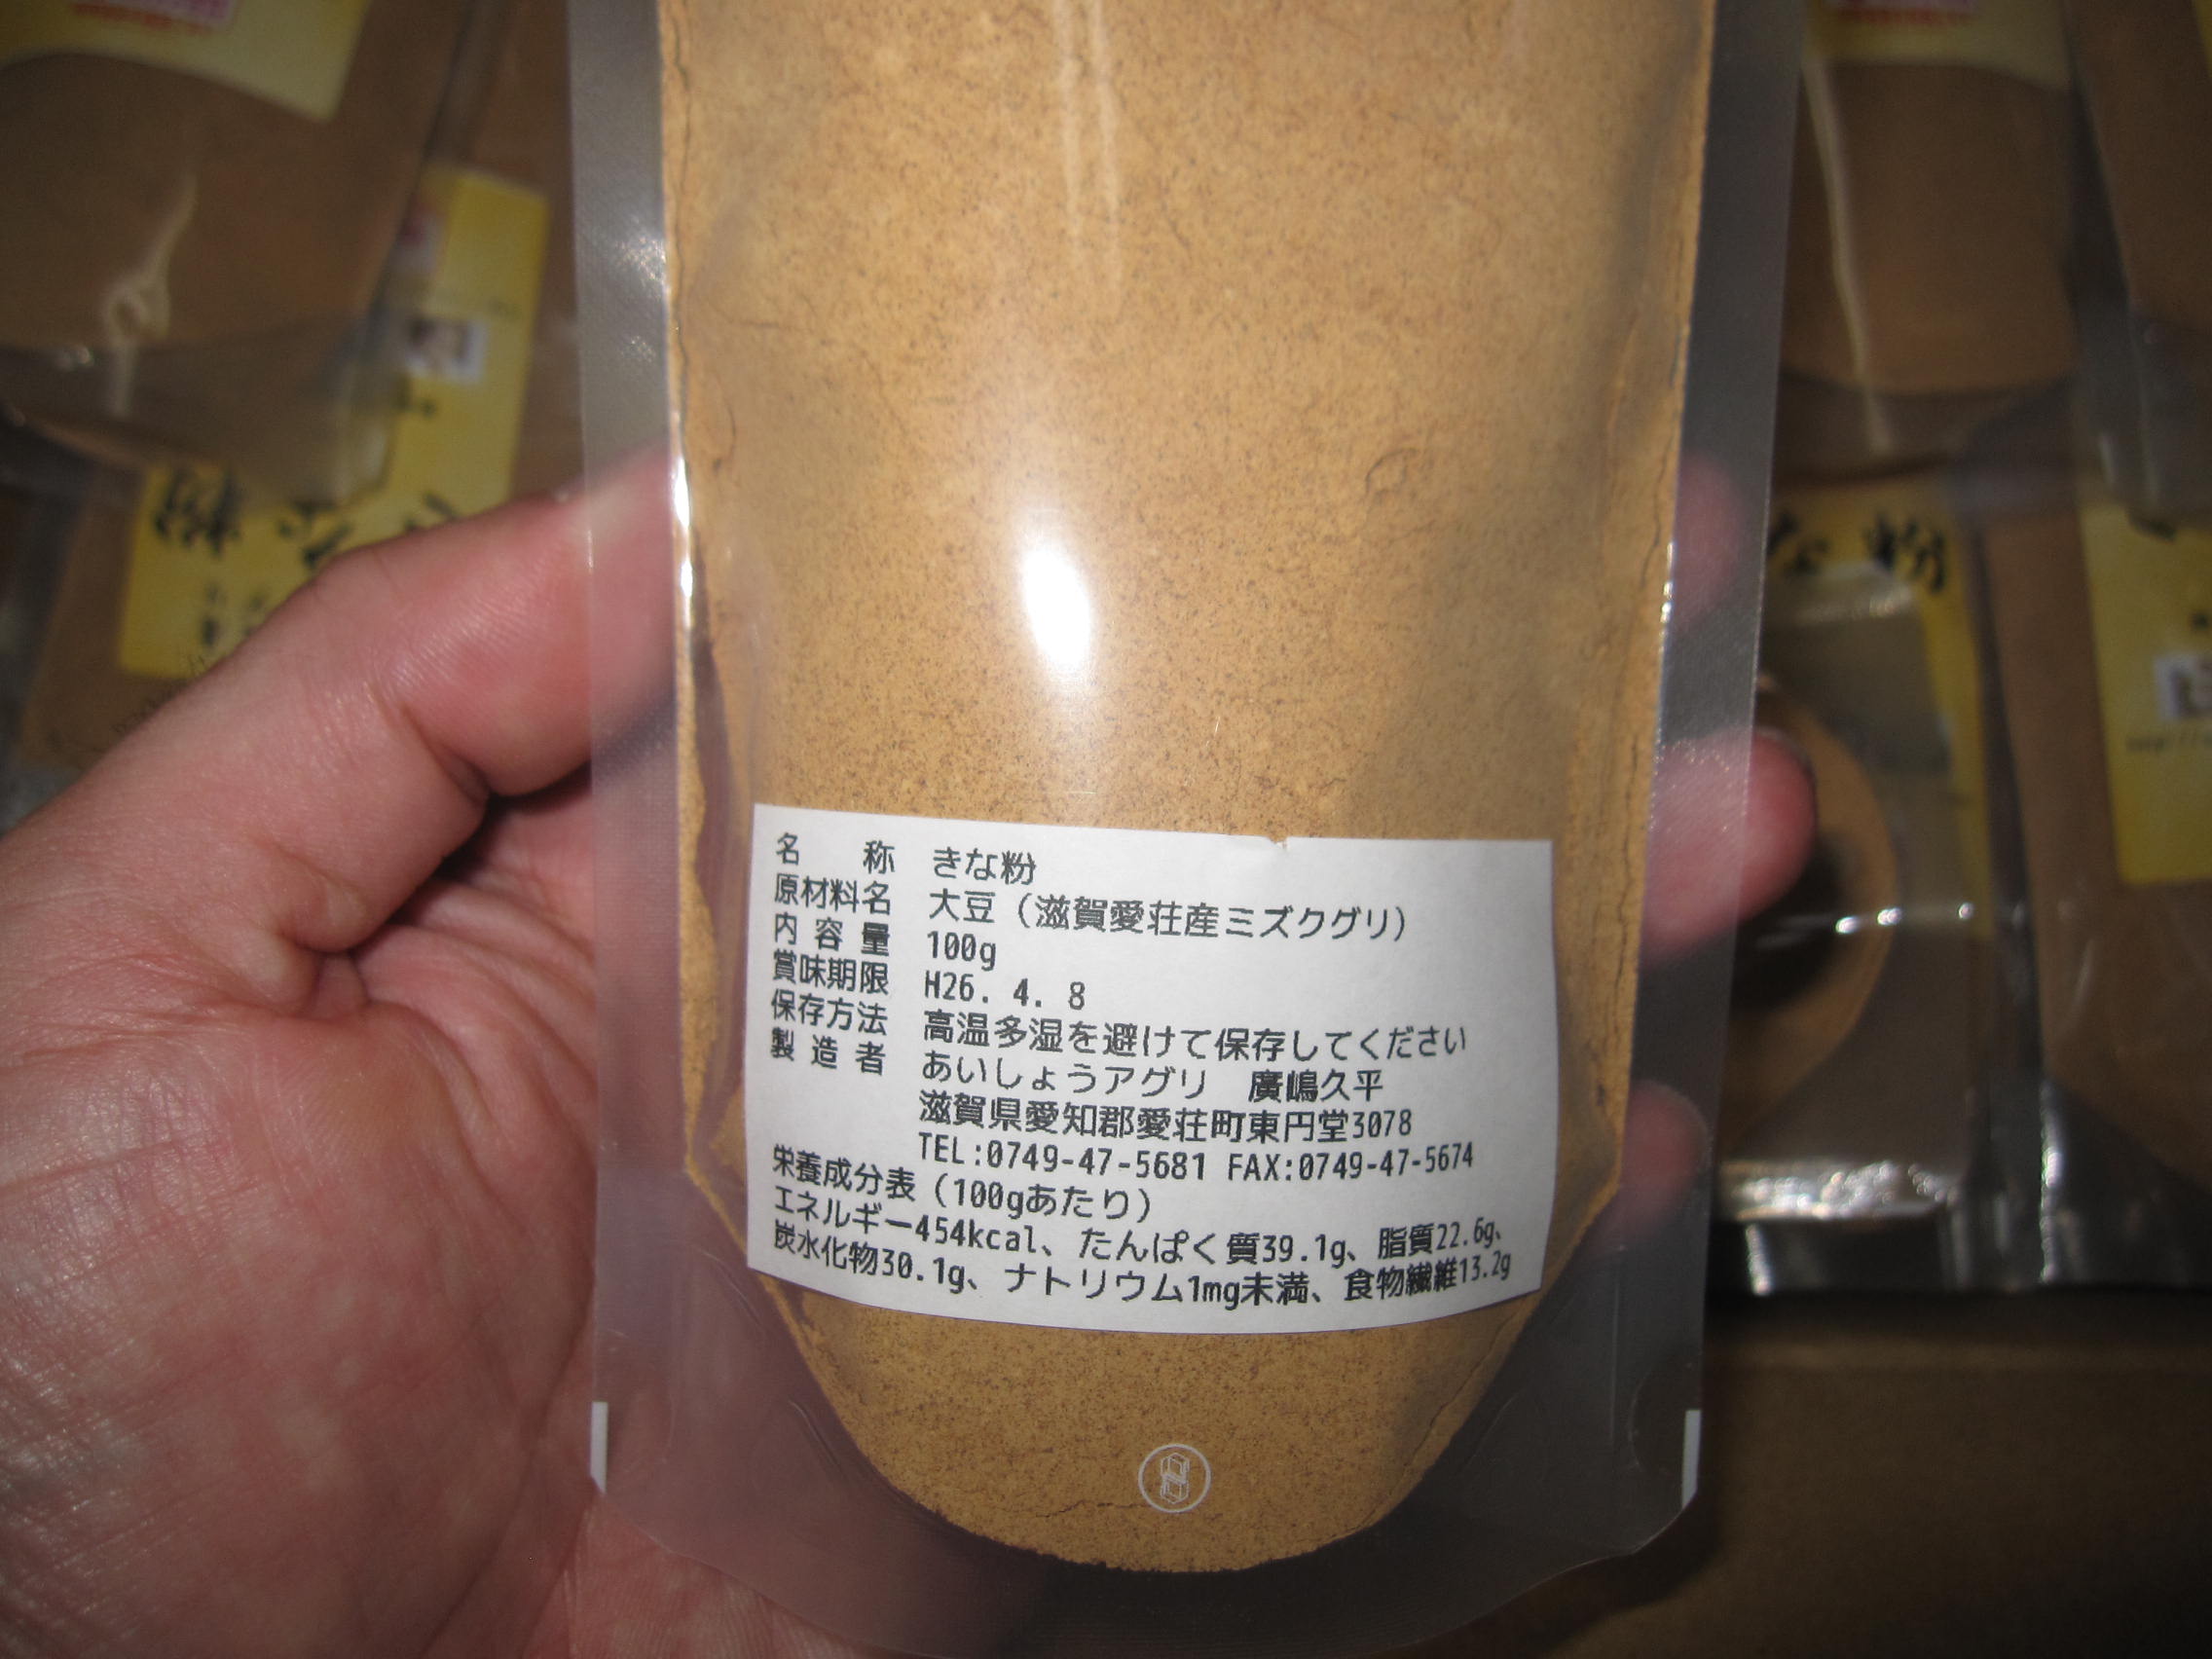 名　称　きな粉
原材料名　大豆（滋賀愛荘産ミズクグリ）
内容量　100g
賞味期限　H26. 4. 8
保存方法　高温多湿を避けて保存してください
製造者　あいしょうアグリ　廣嶋久平
滋賀県愛知郡愛荘町東円堂3078
TEL:0749-47-5681 FAX:0749-47-5674
栄養成分表（100gあたり）
エネルギー454kcal、たんぱく質39.1g、脂質22.6g、
炭水化物30.1g、ナトリウム1mg未満、食物繊維13.2g
な粉